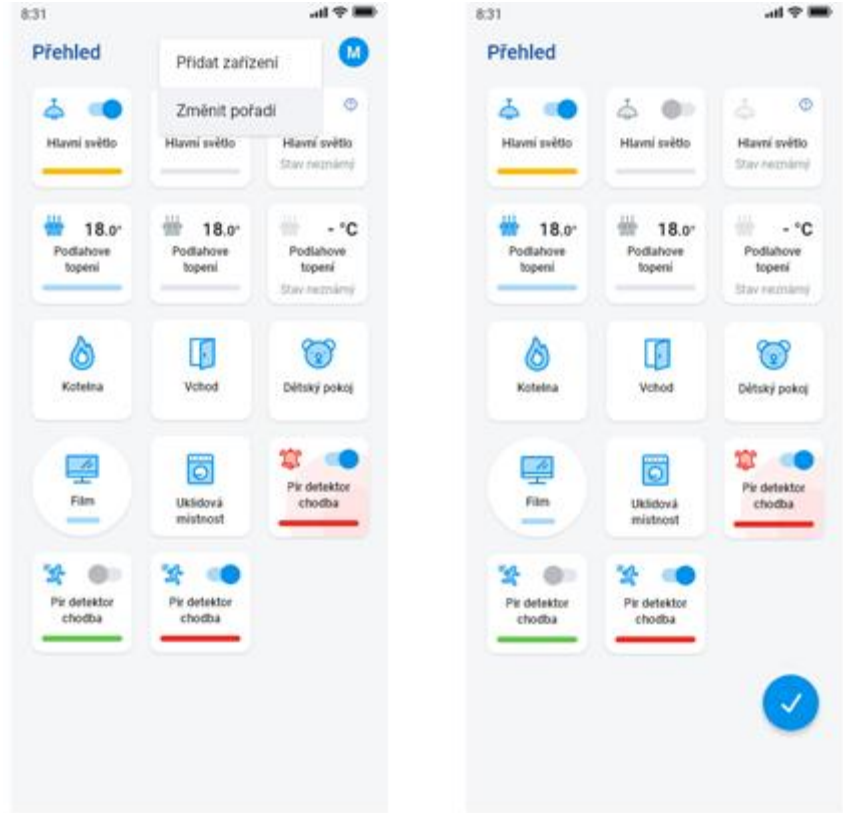 8:31
Přehled
Přidat zařízení
M
Změnit pořadí
Hlavní světlo
Hlavní světlo
Hlavní světlo
Stav neznámý
18.0°
18.0°
- °C
Podlahove
topení
Podlahove
topení
Podlahove
topení
Stav neznámý
Kotelna
Vchod
Dětský pokoj
Film
Uklidová
místnost
Pir detektor
chodba
Pir detektor
chodba
Pir detektor
chodba
8:31
Přehled
Hlavní světlo
Hlavní světlo
Hlavní světlo
Stav neznámý
18.0°
18.0°
- °C
Podlahove
topení
Podlahove
topení
Podlahove
topení
Stav neznámý
Kotelna
Vchod
Dětský pokoj
Film
Uklidová
místnost
Pir detektor
chodba
Pir detektor
chodba
Pir detektor
chodba